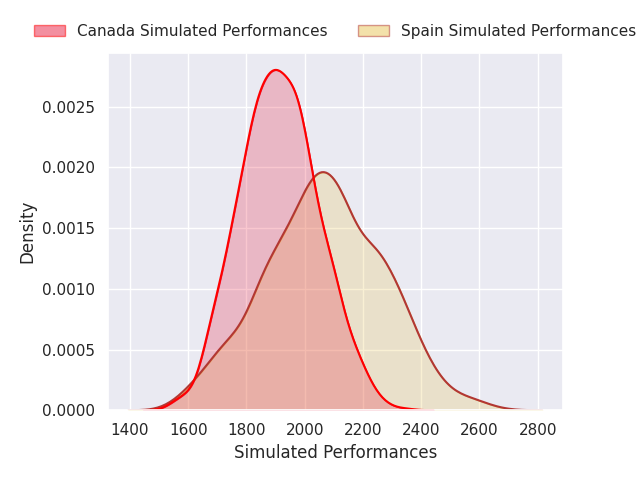 Canada Simulated Performances Spain Simulated Performances
0.0025
0.0020
0.0015
0.0010
0.0005
0.0000
Density
1400 1600 1800 2000 2200 2400 2600 2800
Simulated Performances